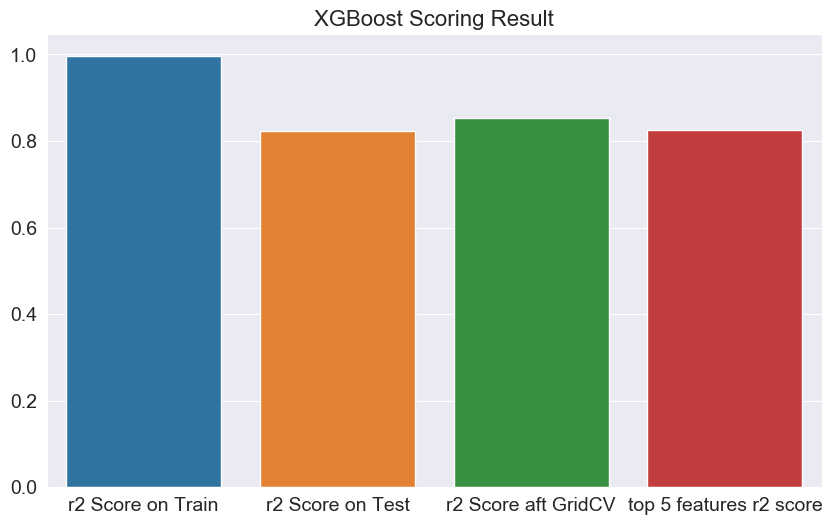 XGBoost Scoring Result
1.0
0.8
0.6
0.4
0.2
0.0
r2 Score on Train
r2 Score on Test
r2 Score aft GridCV
top 5 features r2 score